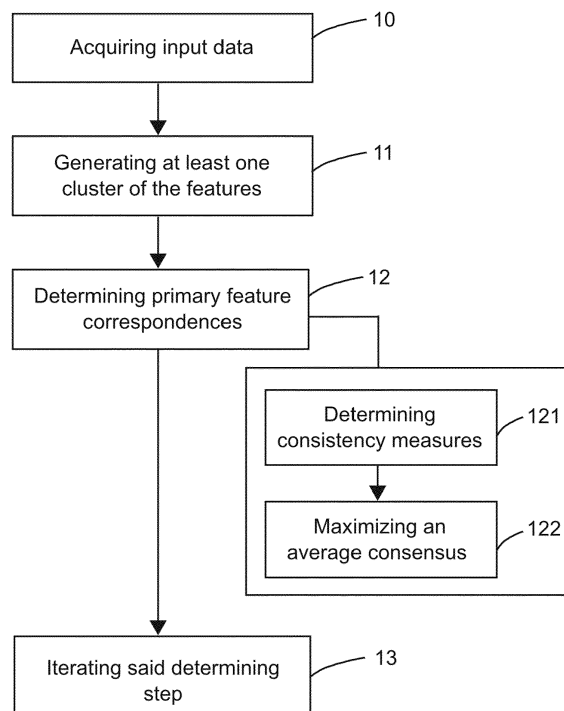 10
Acquiring input data
11
Generating at least one
cluster of the features
12
Determining primary feature
correspondences
Determining
consistency measures
121
Maximizing an
average consensus
122
13
Iterating said determining
step